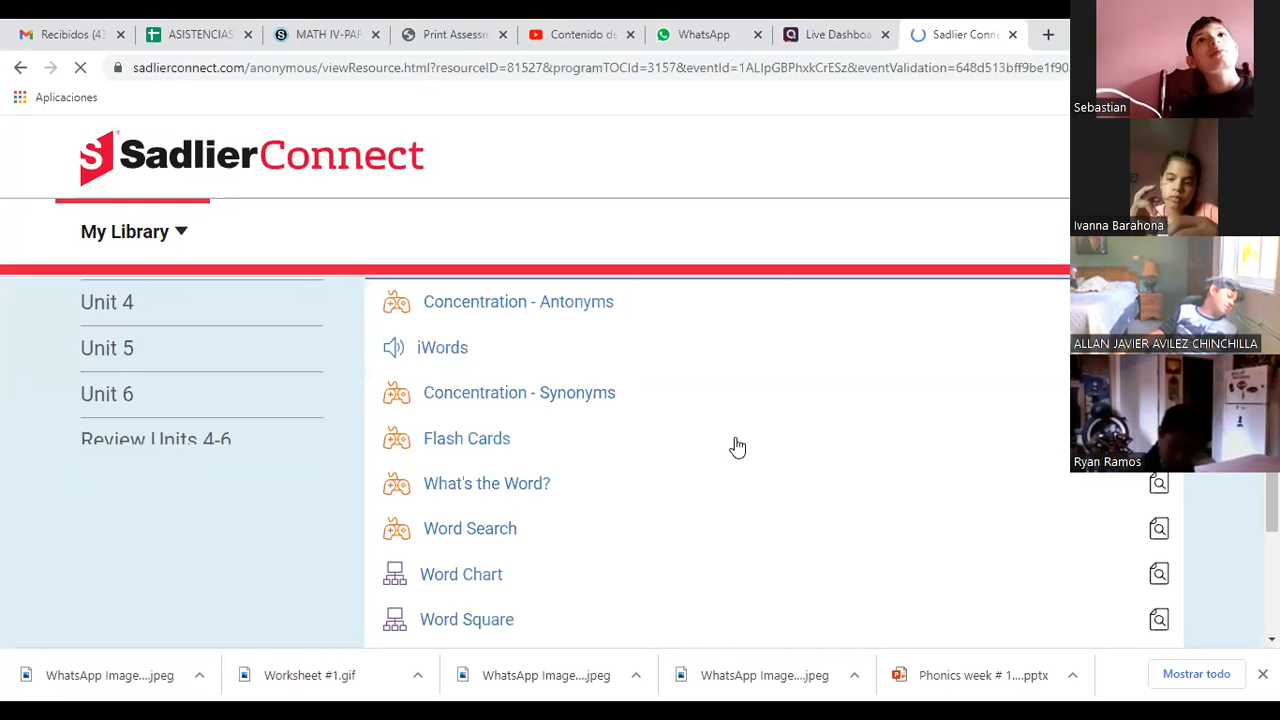 Recibidos (43
ASISTENCIAS
MATH IV-PAR
Print Assessm
Contenido de
WhatsApp
Live Dashboa
Sadlier Conne
sadlierconnect.com/anonymous/viewResource.html?resourceID=81527&programTOCId=3157&eventId=1ALIpGBPhxkCrESz&eventValidation=648d513bff9be1f90
Aplicaciones
SadlierConnect
My Library
Unit 4
Unit 5
Unit 6
Review Units 4-6
Concentration - Antonyms
iWords
Concentration - Synonyms
Flash Cards
What's the Word?
Word Search
Word Chart
Word Square
Sebastian
Ivanna Barahona
ALLAN JAVIER AVILEZ CHINCHILLA
Ryan Ramos
WhatsApp Image....jpeg
Worksheet #1.gif
WhatsApp Image....jpeg
WhatsApp Image....jpeg
Phonics week # 1....pptx
Mostrar todo